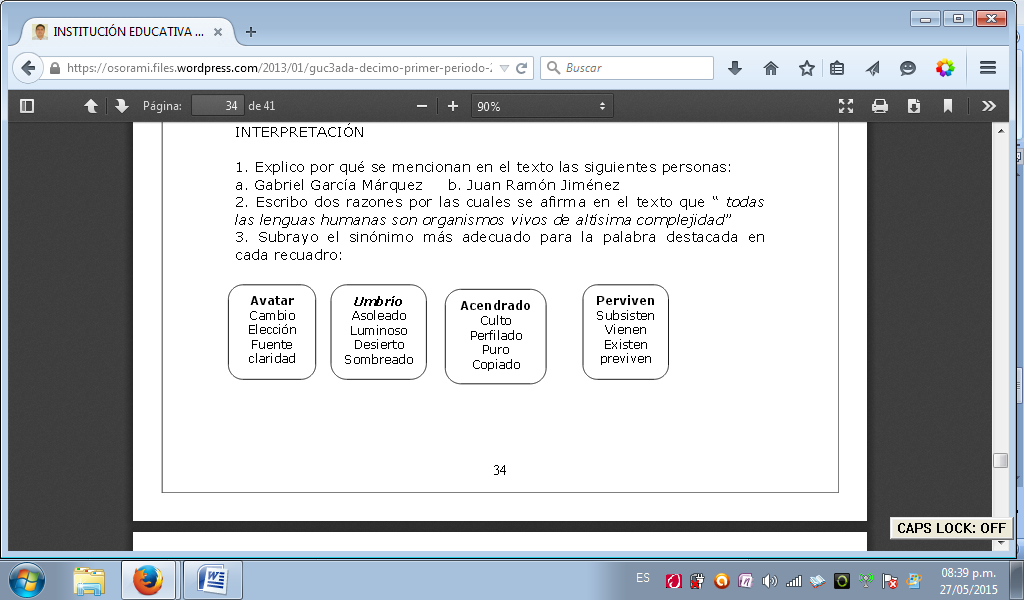 INSTITUCIÓN EDUCATIVA ...
https://osorami.files.wordpress.com/2013/01/guc3ada-decimo-primer-periodo-2
Buscar
Página: 34 de 41
90%
INTERPRETACIÓN
1. Explico por qué se mencionan en el texto las siguientes personas:
a. Gabriel García Márquez b. Juan Ramón Jiménez
2. Escribo dos razones por las cuales se afirma en el texto que “ todas
las lenguas humanas son organismos vivos de altísima complejidad”
3. Subrayo el sinónimo más adecuado para la palabra destacada en
cada recuadro:
Avatar
Cambio
Elección
Fuente
claridad
Umbrío
Asoleado
Luminoso
Desierto
Sombreado
Acendrado
Culto
Perfilado
Puro
Copiado
Perviven
Subsisten
Vienen
Existen
previven
34
CAPS LOCK: OFF
ES
08:39 p.m.
27/05/2015